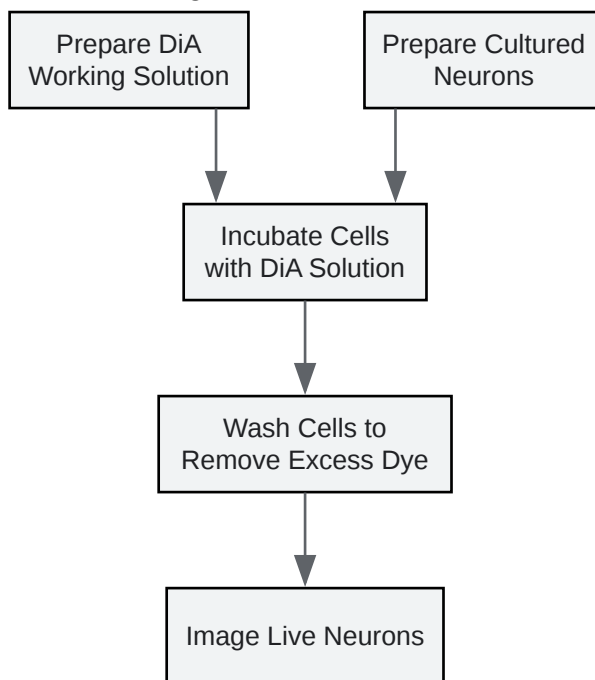 Prepare DiA
Working Solution
Prepare Cultured
Neurons
Incubate Cells
with DiA Solution
Wash Cells to
Remove Excess Dye
Image Live Neurons